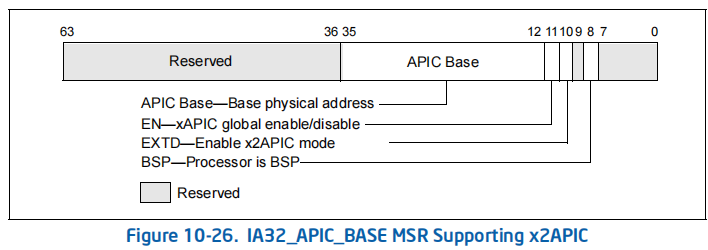 63 36 35 12 11 10 9 8 7 0
Reserved APIC Base
APIC Base—Base physical address
EN—xAPIC global enable/disable
EXTD—Enable x2APIC mode
BSP—Processor is BSP
Reserved
Figure 10-26. IA32_APIC_BASE MSR Supporting x2APIC